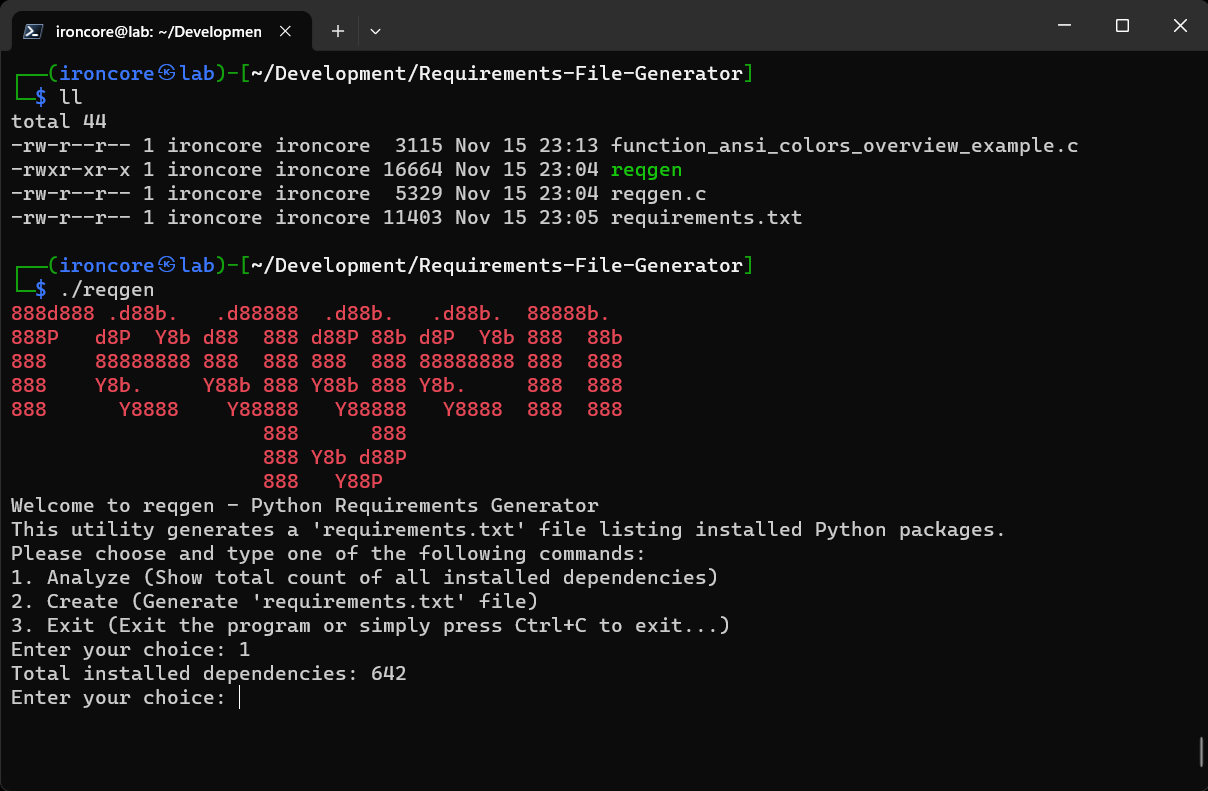 ironcore@lab: ~/Developmen
┌──(ironcore㉿lab)-[~/Development/Requirements-File-Generator]
└─$ ll
total 44
-rw-r--r-- 1 ironcore ironcore  3115 Nov 15 23:13 function_ansi_colors_overview_example.c
-rwxr-xr-x 1 ironcore ironcore 16664 Nov 15 23:04 reqgen
-rw-r--r-- 1 ironcore ironcore  5329 Nov 15 23:04 reqgen.c
-rw-r--r-- 1 ironcore ironcore 11403 Nov 15 23:05 requirements.txt
┌──(ironcore㉿lab)-[~/Development/Requirements-File-Generator]
└─$ ./reqgen
888d888 .d88b.   .d88888  .d88b.   .d88b.  88888b.
888P   d8P  Y8b d88  888 d88P 88b d8P  Y8b 888  88b
888    88888888 888  888 888  888 88888888 888  888
888    Y8b.     Y88b 888 Y88b 888 Y8b.     888  888
888      Y8888    Y88888   Y88888   Y8888  888  888
                     888      888
                     888 Y8b d88P
                     888   Y88P
Welcome to reqgen - Python Requirements Generator
This utility generates a 'requirements.txt' file listing installed Python packages.
Please choose and type one of the following commands:
1. Analyze (Show total count of all installed dependencies)
2. Create (Generate 'requirements.txt' file)
3. Exit (Exit the program or simply press Ctrl+C to exit...)
Enter your choice: 1
Total installed dependencies: 642
Enter your choice: